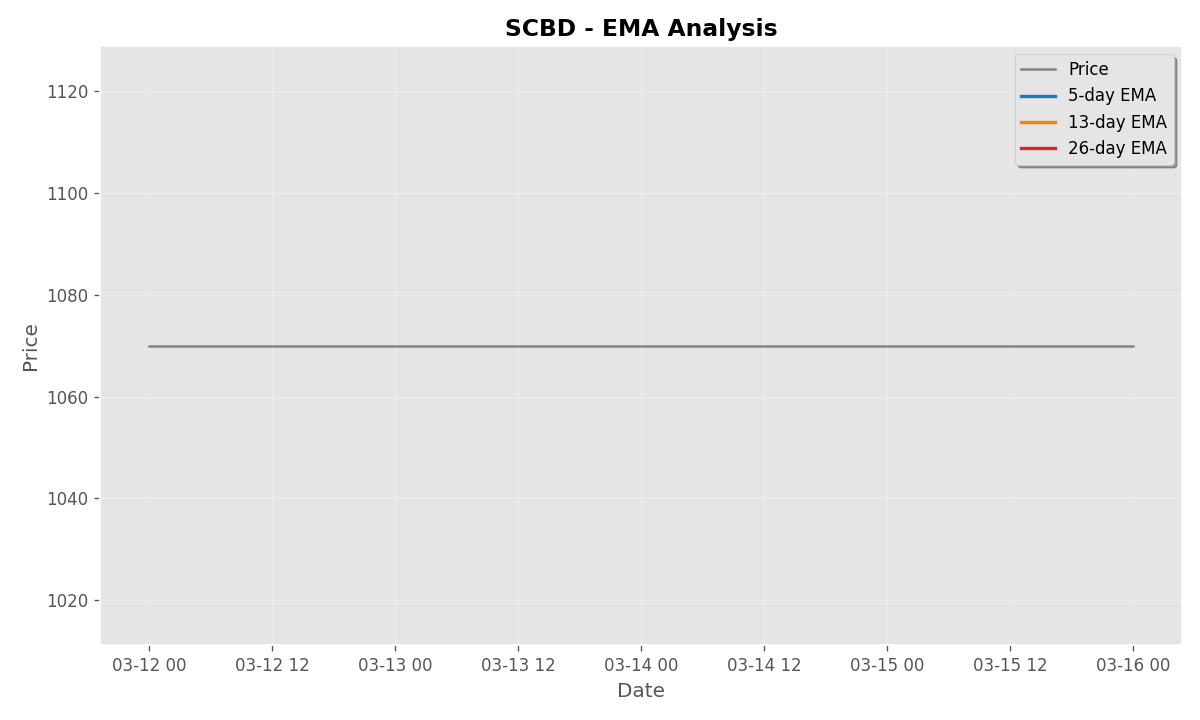 SCBD - EMA Analysis
Price
5-day EMA
13-day EMA
26-day EMA
1120
1100
1080
1060
1040
1020
Price
03-12 00
03-12 12
03-13 00
03-13 12
03-14 00
03-14 12
03-15 00
03-15 12
03-16 00
Date